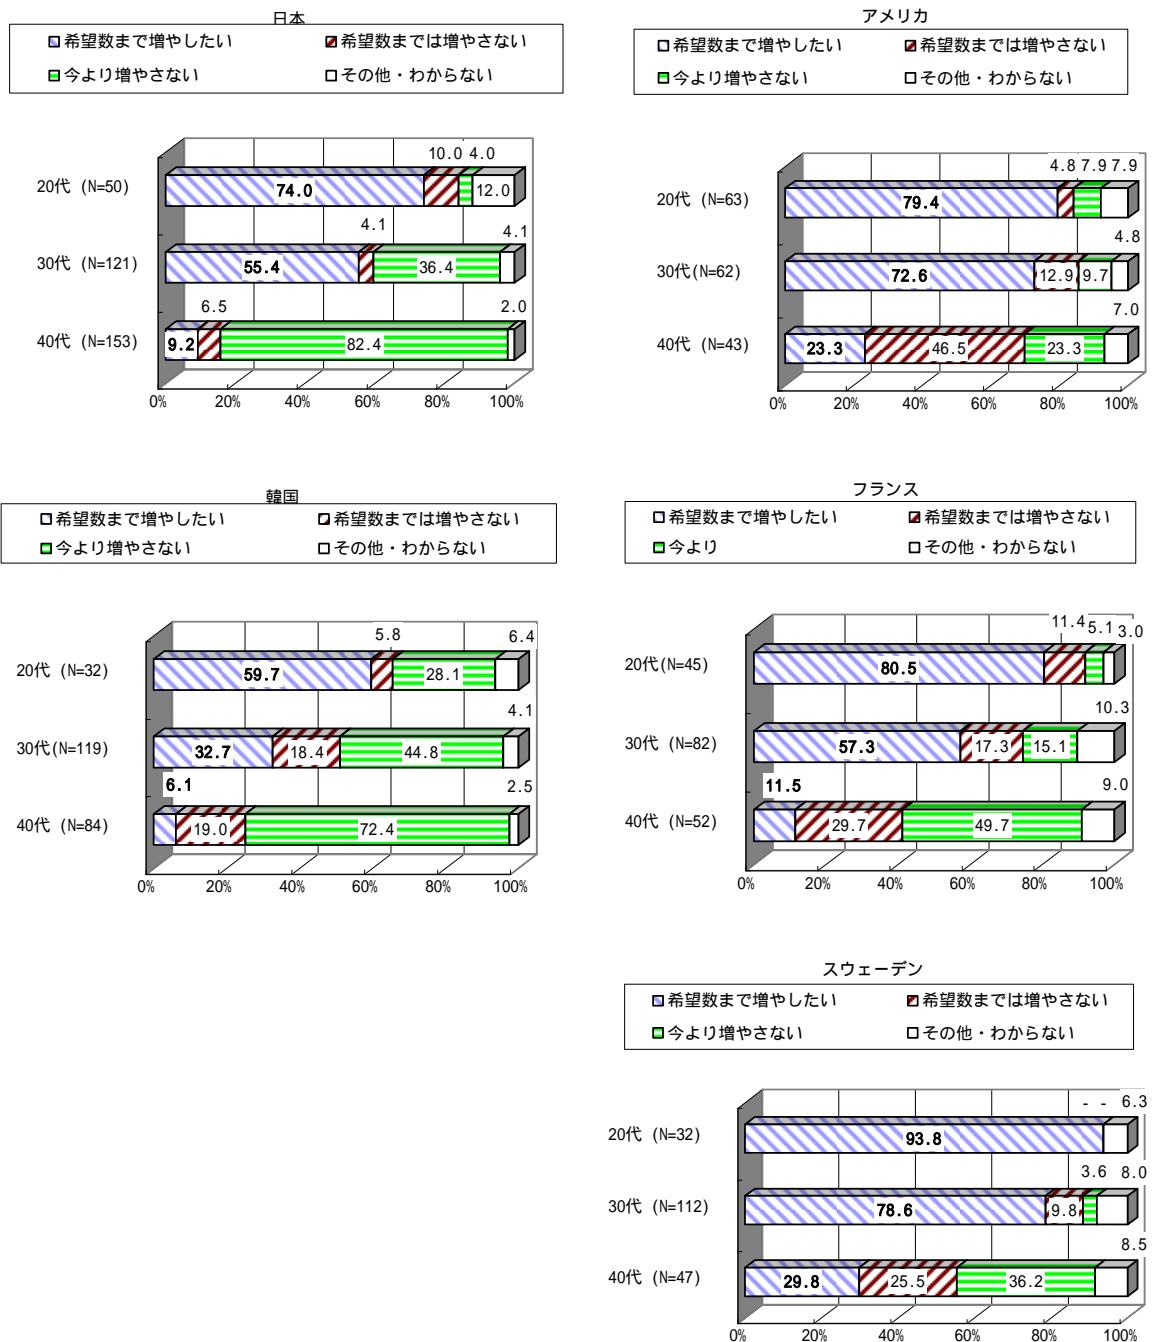 日本
希望数まで増やしたい 希望数までは増やさない
今より増やさない その他・わからない
10.0 4.0
20代 (N=50) 74.0 12.0
4.1 4.1
30代 (N=121) 55.4 36.4
6.5 2.0
40代 (N=153) 9.2 82.4
0% 20% 40% 60% 80% 100%
アメリカ
希望数まで増やしたい 希望数までは増やさない
今より増やさない その他・わからない
4.8 7.9 7.9
20代 (N=63) 79.4
4.8
30代(N=62) 72.6 12.9 9.7
7.0
40代 (N=43) 23.3 46.5 23.3
0% 20% 40% 60% 80% 100%
韓国
希望数まで増やしたい 希望数までは増やさない
今より増やさない その他・わからない
5.8 6.4
20代 (N=32) 59.7 28.1
4.1
30代(N=119) 32.7 18.4 44.8
6.1 2.5
40代 (N=84) 19.0 72.4
0% 20% 40% 60% 80% 100%
フランス
希望数まで増やしたい 希望数までは増やさない
今より その他・わからない
11.4 5.1 3.0
20代(N=45) 80.5
10.3
30代 (N=82) 57.3 17.3 15.1
11.5 9.0
40代 (N=52) 29.7 49.7
0% 20% 40% 60% 80% 100%
スウェーデン
希望数まで増やしたい 希望数までは増やさない
今より増やさない その他・わからない
- - 6.3
20代 (N=32) 93.8
3.6 8.0
30代 (N=112) 78.6 9.8
8.5
40代 (N=47) 29.8 25.5 36.2
0% 20% 40% 60% 80% 100%